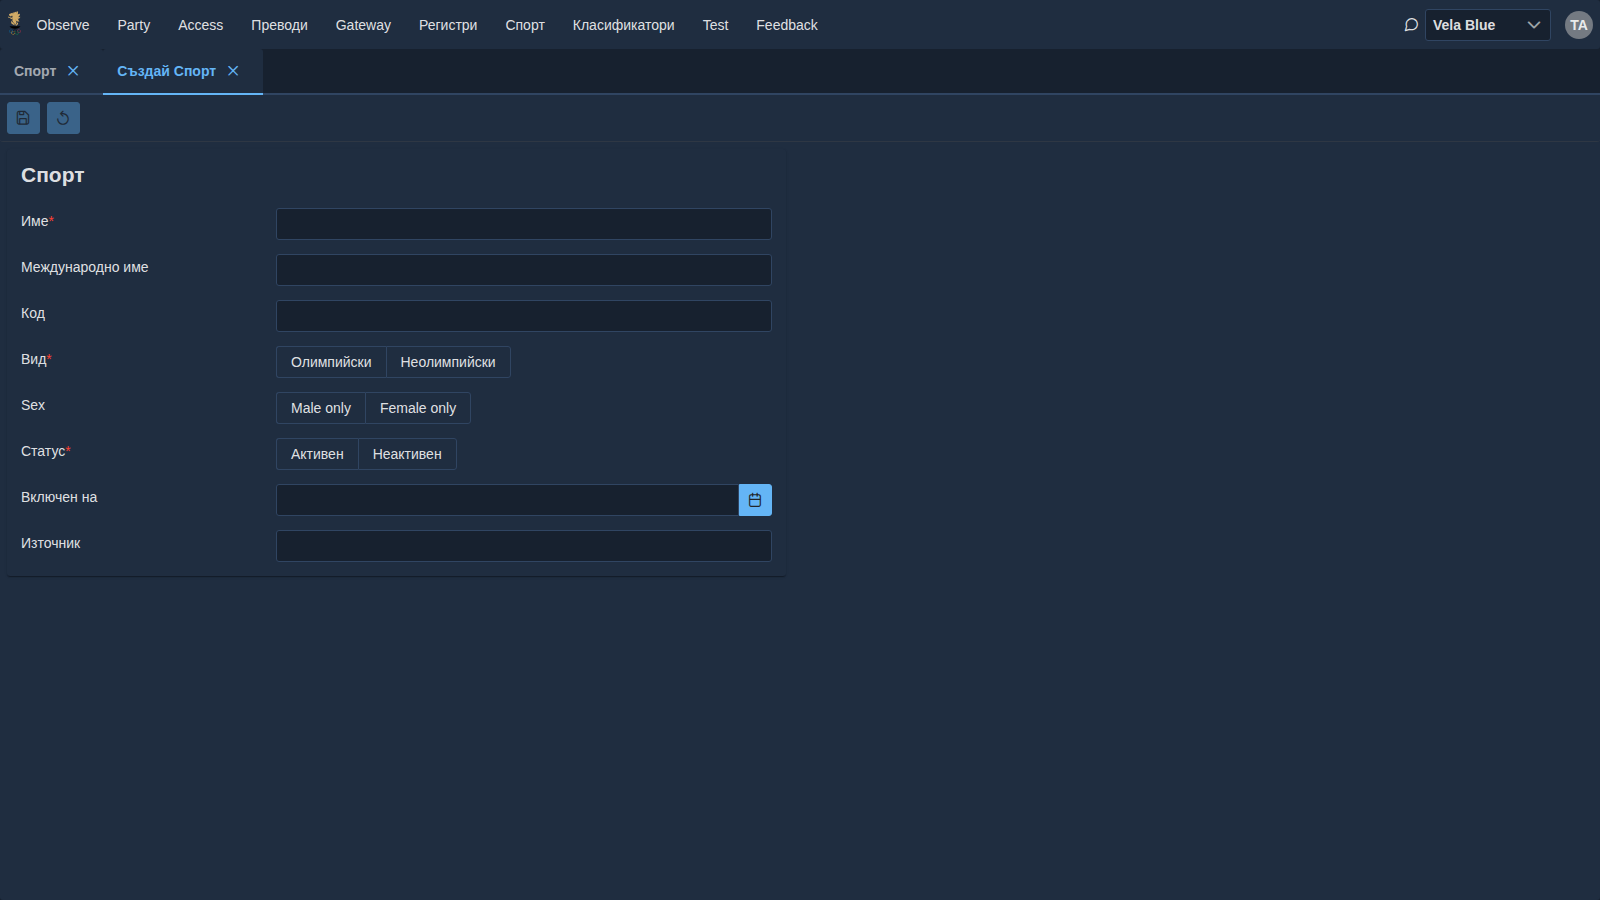 Observe Party Access Преводи Gateway Регистри Спорт Класификатори Test Feedback Vela Blue TA
Спорт Създай Спорт
Спорт
Име*
Международно име
Код
Вид* Олимпийски Неолимпийски
Sex Male only Female only
Статус* Активен Неактивен
Включен на
Източник